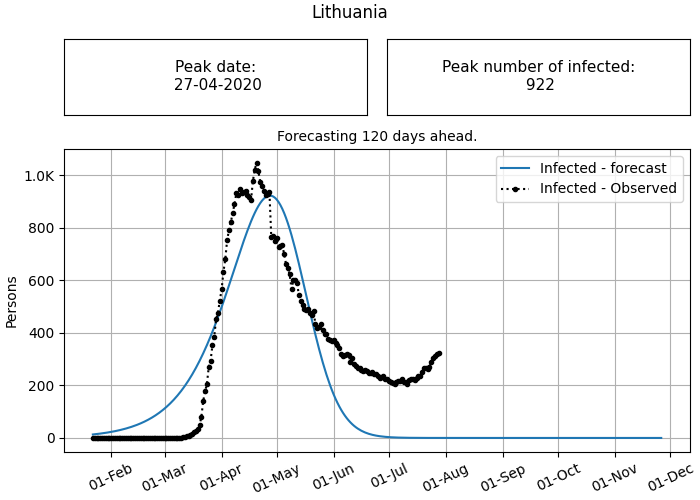 Lithuania
Peak date:
27-04-2020
Peak number of infected:
922
Forecasting 120 days ahead.
Infected - forecast
Infected - Observed
Persons
1.0K
800
600
400
200
0
01-Feb
01-Mar
01-Apr
01-May
01-Jun
01-Jul
01-Aug
01-Sep
01-Oct
01-Nov
01-Dec